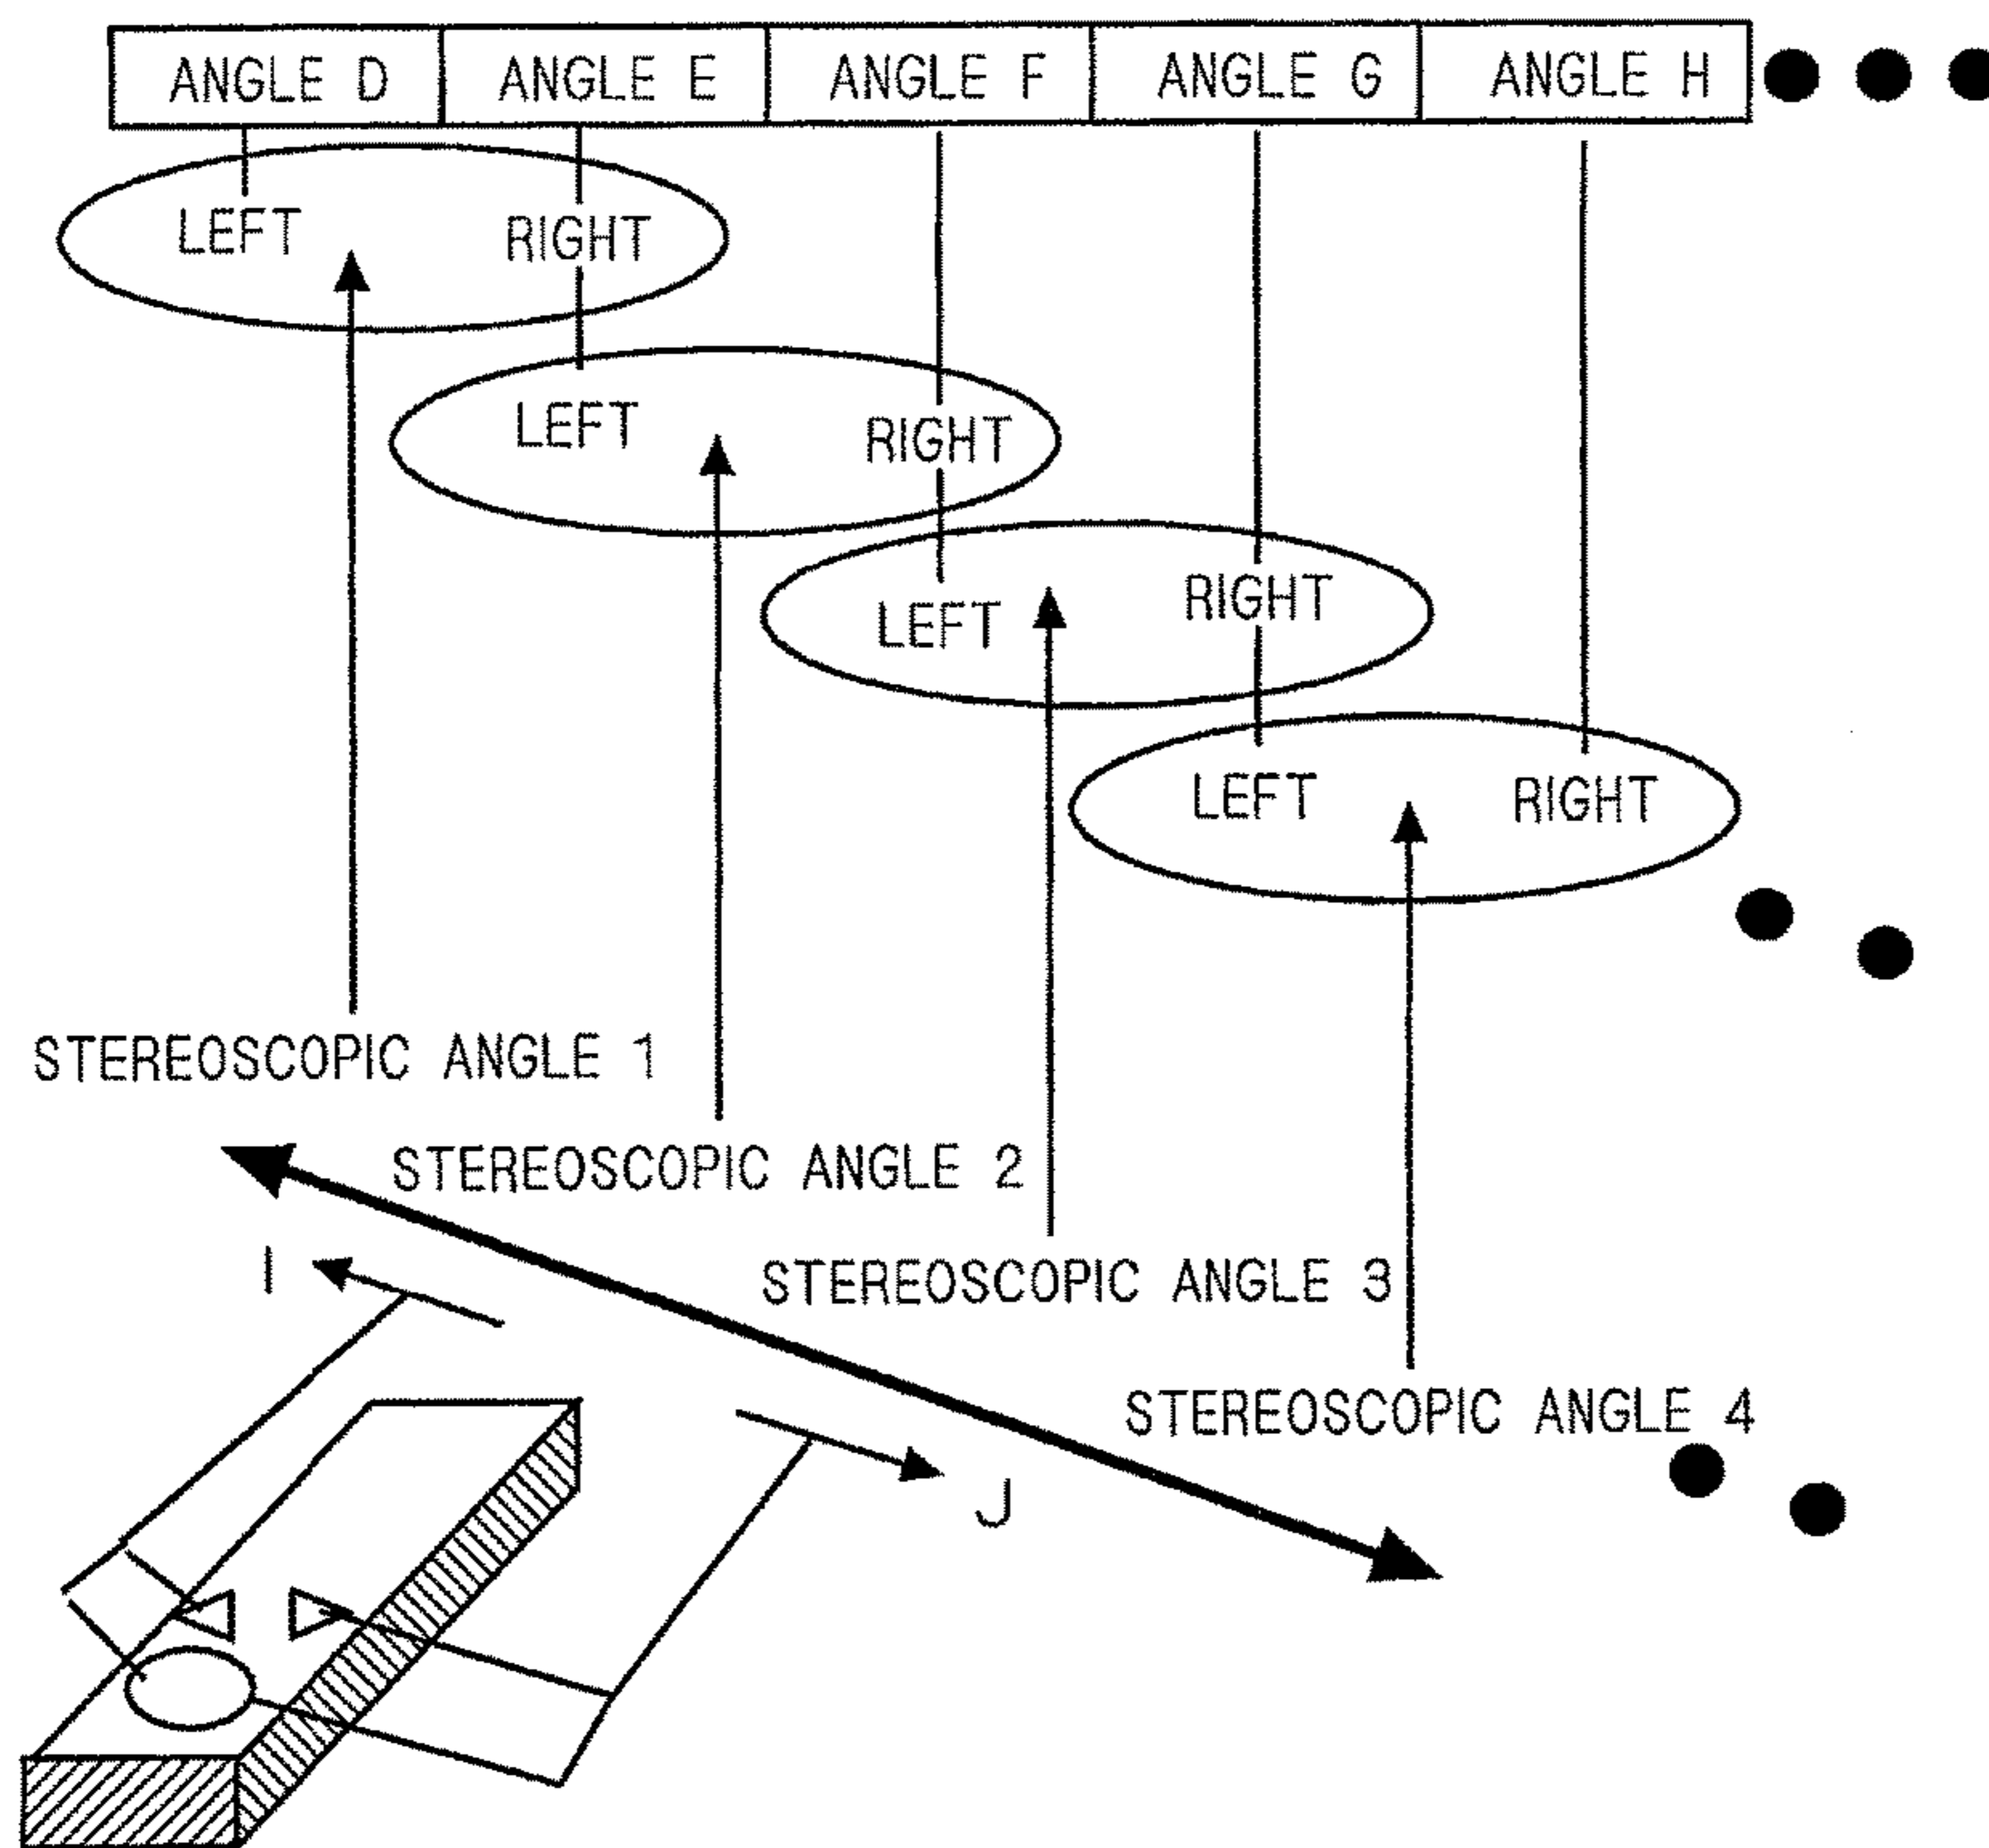 ANGLE D ANGLE E ANGLE F ANGLE G ANGLE H
LEFT RIGHT
LEFT RIGHT
LEFT RIGHT
LEFT RIGHT
STEREOSCOPIC ANGLE 1
STEREOSCOPIC ANGLE 2
I
STEREOSCOPIC ANGLE 3
STEREOSCOPIC ANGLE 4
J